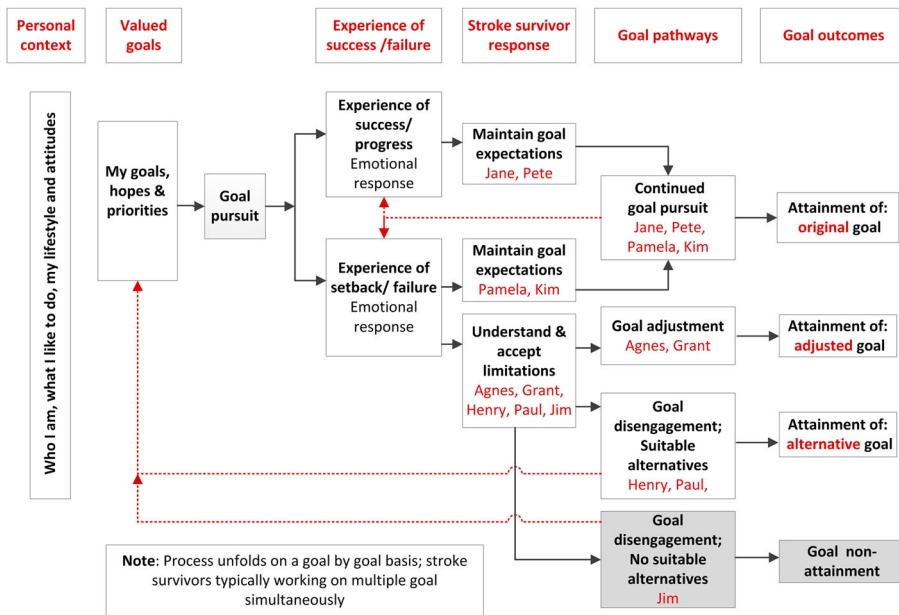 Personal
context
Valued
goals
Experience of
success /failure
Stroke survivor
response
Goal pathways
Goal outcomes
Who I am, what I like to do, my lifestyle and attitudes
My goals,
hopes &
priorities
Goal
pursuit
Experience of
success/
progress
Emotional
response
Maintain goal
expectations
Jane, Pete
Continued
goal pursuit
Jane, Pete,
Pamela, Kim
Attainment of:
original goal
Experience of
setback/ failure
Emotional
response
Maintain goal
expectations
Pamela, Kim
Understand &
accept
limitations
Agnes, Grant,
Henry, Paul, Jim
Goal adjustment
Agnes, Grant
Attainment of:
adjusted goal
Goal
disengagement;
Suitable
alternatives
Henry, Paul,
Attainment of:
alternative goal
Goal
disengagement;
No suitable
alternatives
Jim
Goal non-
attainment
Note: Process unfolds on a goal by goal basis; stroke
survivors typically working on multiple goal
simultaneously